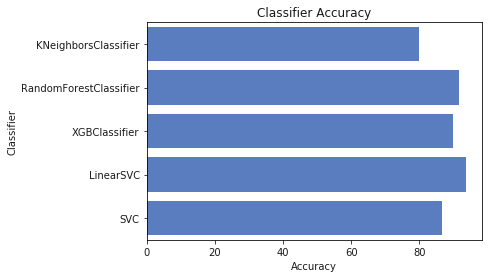 Classifier Accuracy
KNeighborsClassifier
RandomForestClassifier
XGBClassifier
LinearSVC
SVC
Classifier
0 20 40 60 80
Accuracy